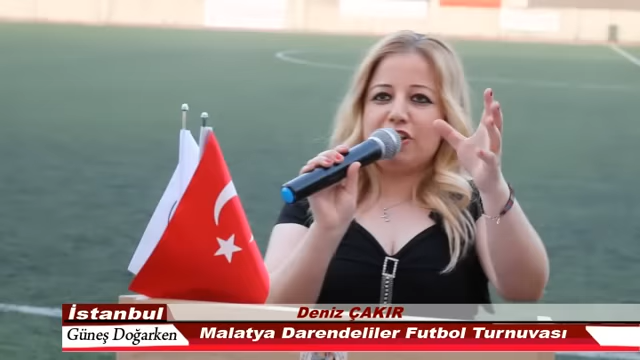 İstanbul
Deniz ÇAKIR
Güneş Doğarken
Malatya Darendeliler Futbol Turnuvası